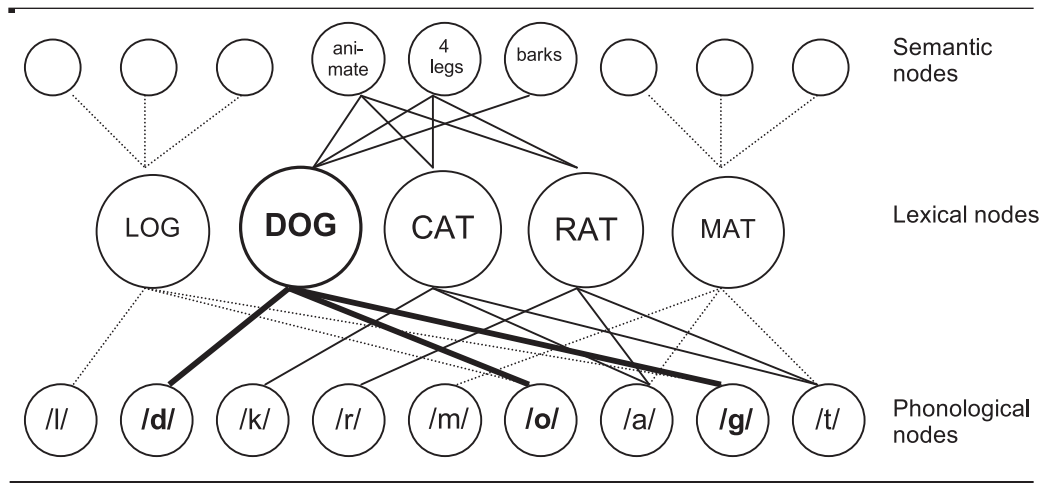 ani-
mate
4
legs
barks
Semantic
nodes
LOG
DOG
CAT
RAT
MAT
Lexical nodes
/l/
/d/
/k/
/r/
/m/
/o/
/a/
/g/
/t/
Phonological
nodes